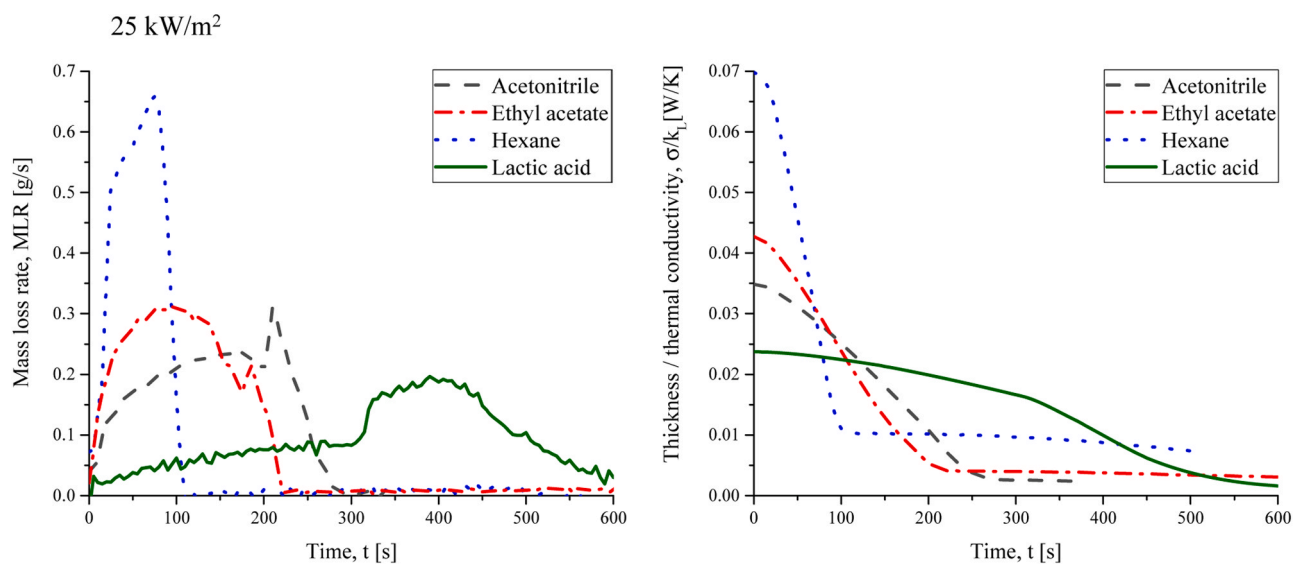 25 kW/m²
0.7
0.6
0.5
0.4
0.3
0.2
0.1
0.0
Mass loss rate, MLR [g/s]
Acetonitrile
Ethyl acetate
Hexane
Lactic acid
0 100 200 300 400 500 600
Time, t [s]
0.07
0.06
0.05
0.04
0.03
0.02
0.01
0.00
Thickness / thermal conductivity, σ/k_L[W/K]
Acetonitrile
Ethyl acetate
Hexane
Lactic acid
0 100 200 300 400 500 600
Time, t [s]